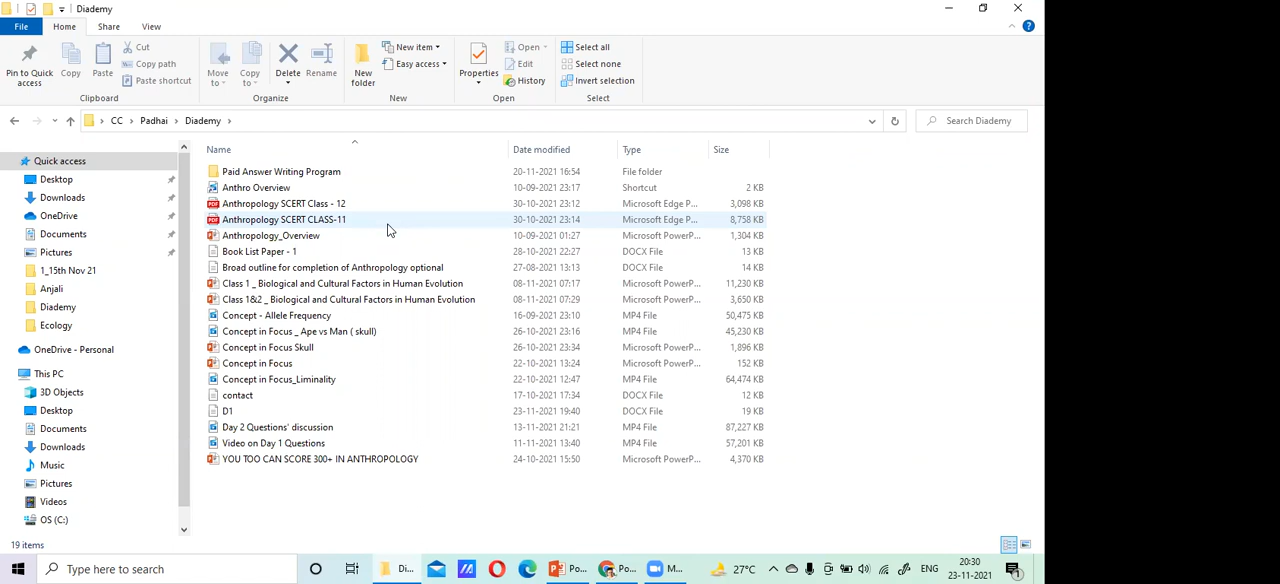 Diademy
File Home Share View
Pin to Quick access
Copy
Paste
Cut
Copy path
Paste shortcut
Clipboard
Move to
Copy to
Delete
Rename
Organize
New folder
New item
Easy access
New
Properties
Open
Edit
History
Open
Select all
Select none
Invert selection
Select
CC > Padhai > Diademy >
Search Diademy
Quick access
Desktop
Downloads
OneDrive
Documents
Pictures
1_15th Nov 21
Anjali
Diademy
Ecology
OneDrive - Personal
This PC
3D Objects
Desktop
Documents
Downloads
Music
Pictures
Videos
OS (C:)
Name Date modified Type Size
Paid Answer Writing Program 20-11-2021 16:54 File folder
Anthro Overview 10-09-2021 23:17 Shortcut 2 KB
Anthropology SCERT Class - 12 30-10-2021 23:12 Microsoft Edge P... 3,098 KB
Anthropology SCERT CLASS-11 30-10-2021 23:14 Microsoft Edge P... 8,758 KB
Anthropology_Overview 10-09-2021 01:27 Microsoft PowerP... 1,304 KB
Book List Paper - 1 28-10-2021 22:27 DOCX File 13 KB
Broad outline for completion of Anthropology optional 27-08-2021 13:13 DOCX File 14 KB
Class 1 _ Biological and Cultural Factors in Human Evolution 08-11-2021 07:17 Microsoft PowerP... 11,230 KB
Class 1&2 _ Biological and Cultural Factors in Human Evolution 08-11-2021 07:29 Microsoft PowerP... 3,650 KB
Concept - Allele Frequency 16-09-2021 23:10 MP4 File 50,475 KB
Concept in Focus _ Ape vs Man ( skull) 26-10-2021 23:16 MP4 File 45,230 KB
Concept in Focus Skull 26-10-2021 23:34 Microsoft PowerP... 1,896 KB
Concept in Focus 22-10-2021 13:24 Microsoft PowerP... 152 KB
Concept in Focus_Liminality 22-10-2021 12:47 MP4 File 64,474 KB
contact 17-10-2021 17:34 DOCX File 12 KB
D1 23-11-2021 19:40 DOCX File 19 KB
Day 2 Questions' discussion 13-11-2021 21:21 MP4 File 87,227 KB
Video on Day 1 Questions 11-11-2021 13:40 MP4 File 57,201 KB
YOU TOO CAN SCORE 300+ IN ANTHROPOLOGY 24-10-2021 15:50 Microsoft PowerP... 4,370 KB
19 items
Type here to search
Di... Po... Po... M...
27°C
ENG
20:30
23-11-2021